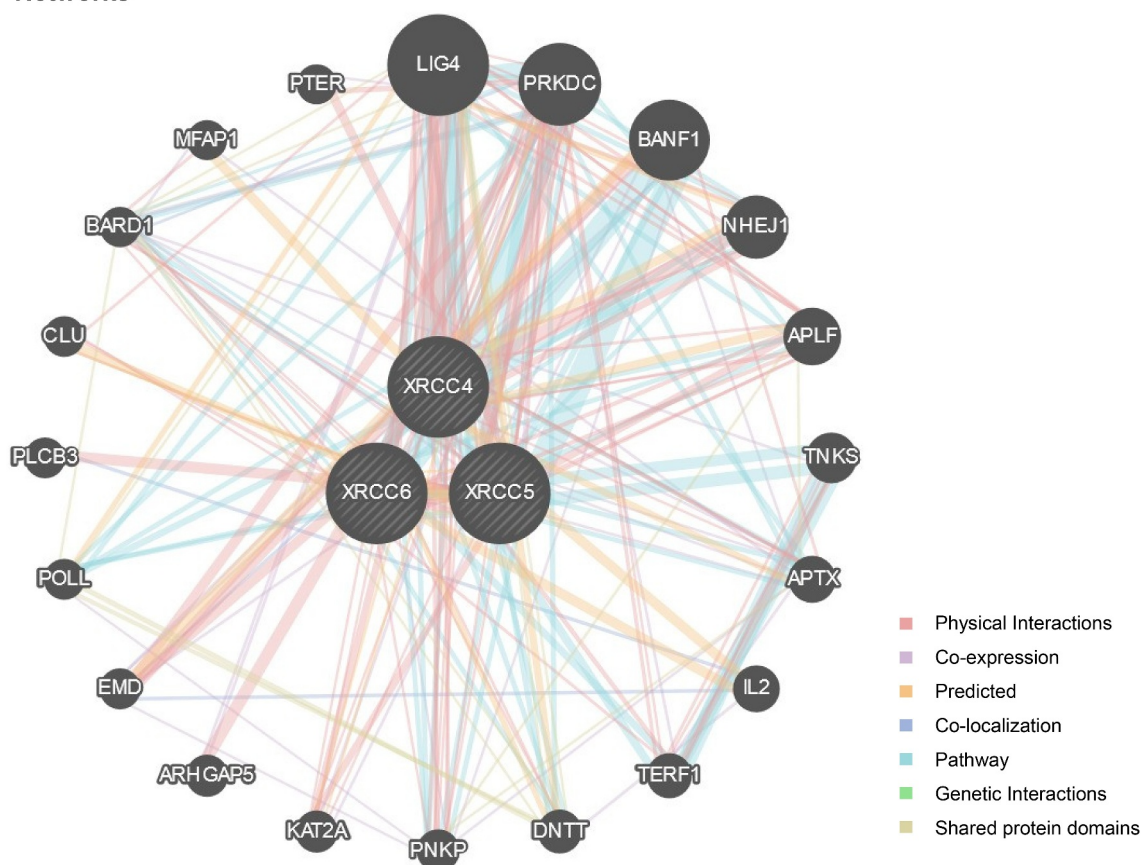 LIG4
PRKDC
PTER
BANF1
MFAP1
NHEJ1
BARD1
CLU
APLF
XRCC4
PLCB3
TNKS
XRCC6
XRCC5
POLL
APTX
EMD
IL2
ARHGAP5
TERF1
KAT2A
DNTT
PNKP
Physical Interactions
Co-expression
Predicted
Co-localization
Pathway
Genetic Interactions
Shared protein domains